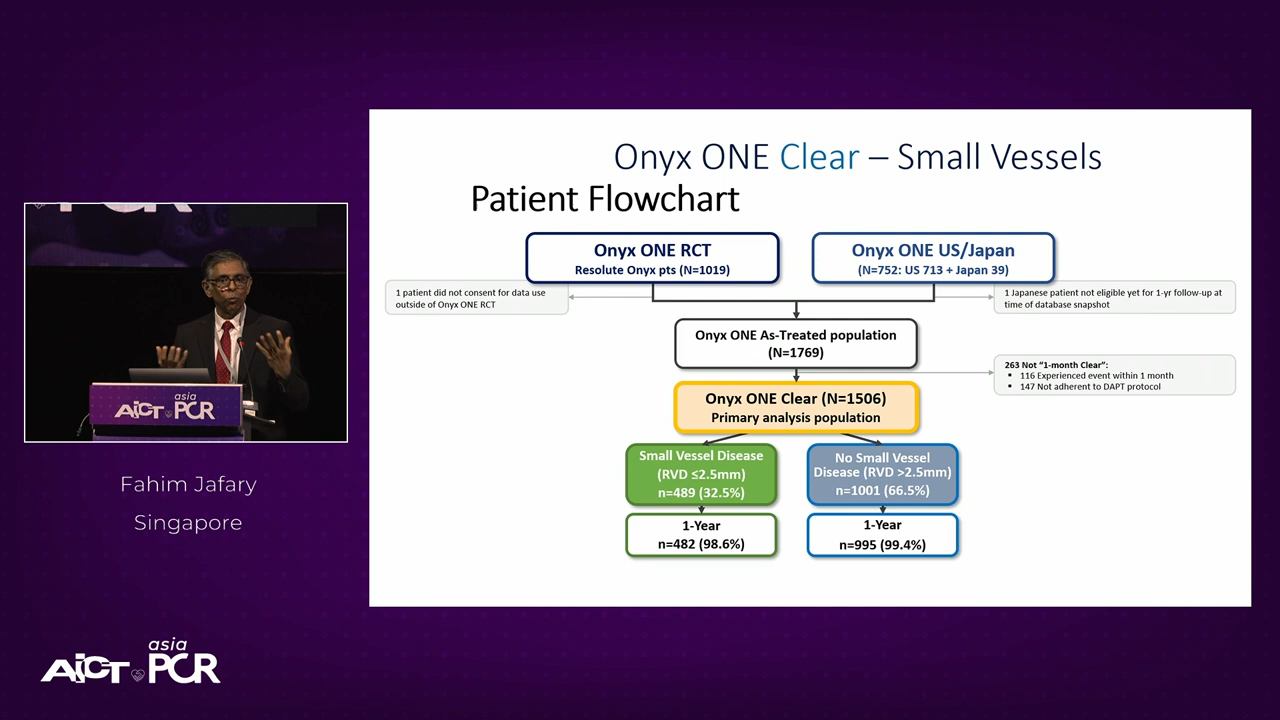 Onyx ONE Clear – Small Vessels
Patient Flowchart
Onyx ONE RCT
Resolute Onyx pts (N=1019)
Onyx ONE US/Japan
(N=752: US 713 + Japan 39)
1 patient did not consent for data use
outside of Onyx ONE RCT
1 Japanese patient not eligible yet for 1-yr follow-up at
time of database snapshot
Onyx ONE As-Treated population
(N=1769)
263 Not “1-month Clear”:
▪ 116 Experienced event within 1 month
▪ 147 Not adherent to DAPT protocol
Onyx ONE Clear (N=1506)
Primary analysis population
Small Vessel Disease
(RVD ≤2.5mm)
n=489 (32.5%)
No Small Vessel
Disease (RVD >2.5mm)
n=1001 (66.5%)
1-Year
n=482 (98.6%)
1-Year
n=995 (99.4%)
PCR
asia
AICT PCR
Fahim Jafary
Singapore
asia
AICT PCR